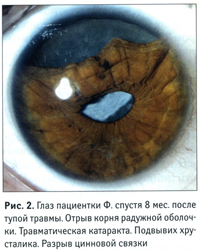 Рис. 2. Глаз пациентки Ф. спустя 8 мес. после
тупой травмы. Отрыв корня радужной оболоч-
ки. Травматическая катаракта. Подвывих хру-
сталика. Разрыв цинновой связки